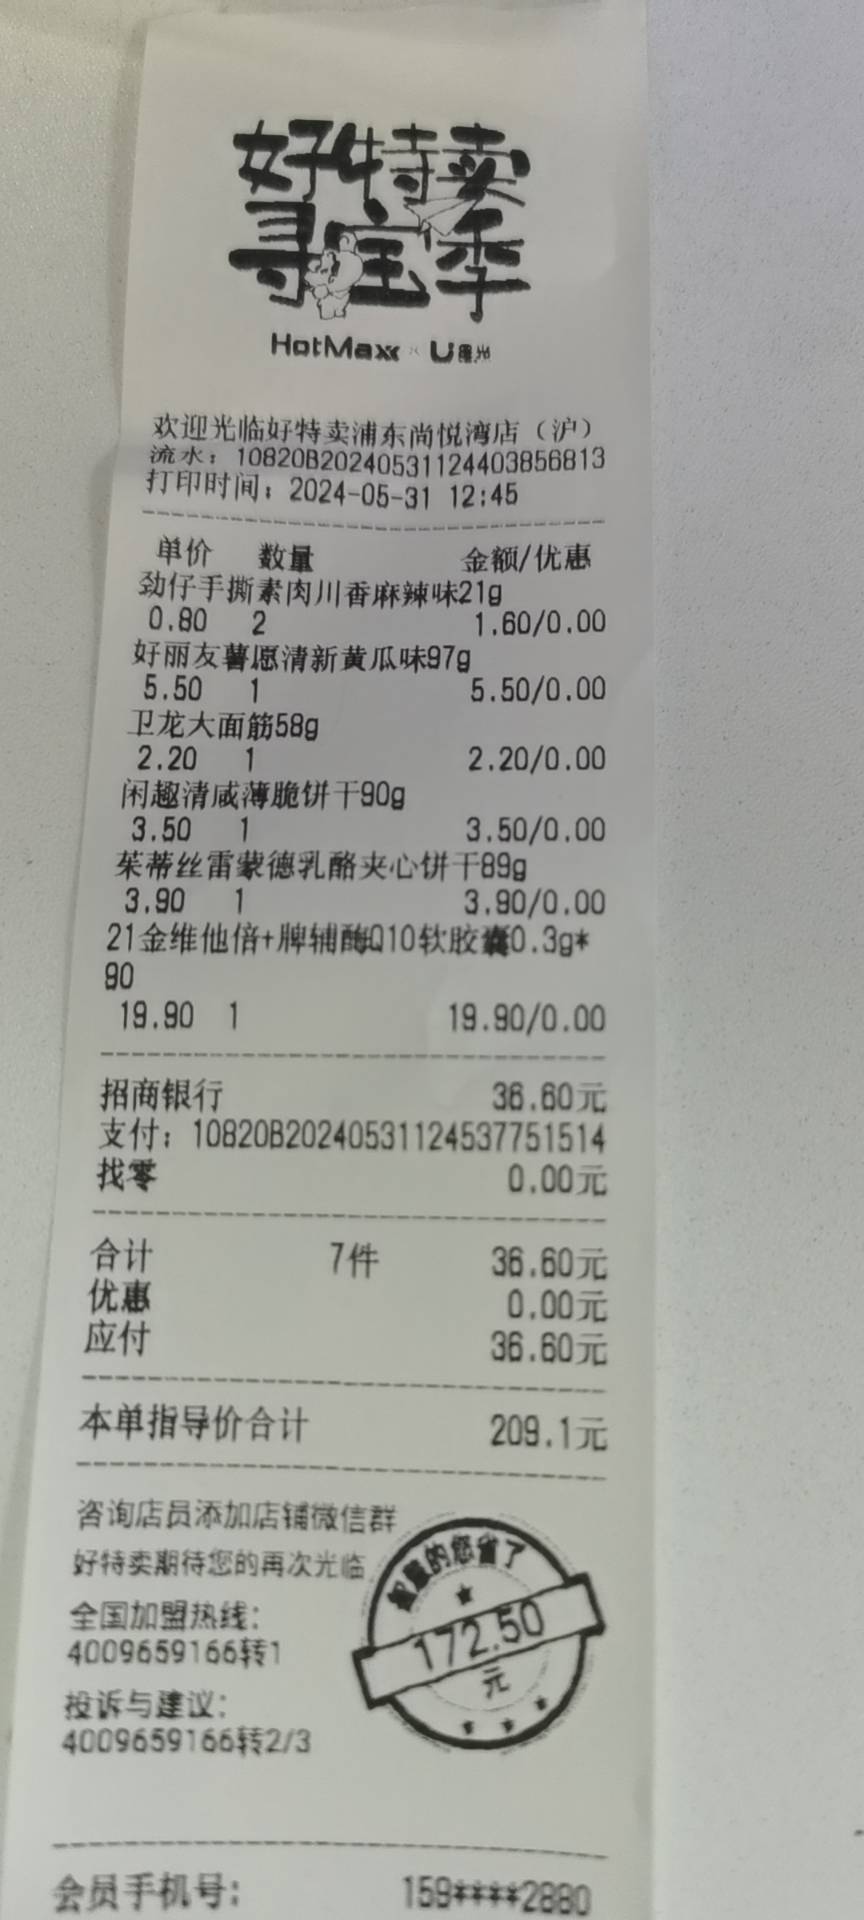 好特卖
寻宝季
HotMaxx × U星光
欢迎光临好特卖浦东尚悦湾店（沪）
流水：10820B20240531124403856813
打印时间：2024-05-31 12:45
单价 数量 金额/优惠
劲仔手撕素肉川香麻辣味21g
0.80 2 1.60/0.00
好丽友薯愿清新黄瓜味97g
5.50 1 5.50/0.00
卫龙大面筋58g
2.20 1 2.20/0.00
闲趣清咸薄脆饼干90g
3.50 1 3.50/0.00
茱蒂丝雷蒙德乳酪夹心饼干89g
3.90 1 3.90/0.00
21金维他倍+牌辅酶Q10软胶囊0.3g*
90
19.90 1 19.90/0.00
招商银行 36.60元
支付：10820B20240531124537751514
找零 0.00元
合计 7件 36.60元
优惠 0.00元
应付 36.60元
本单指导价合计 209.1元
咨询店员添加店铺微信群
好特卖期待您的再次光临
全国加盟热线：
4009659166转1
投诉与建议：
4009659166转2/3
的您省了
172.50
元
会员手机号： 159****2880